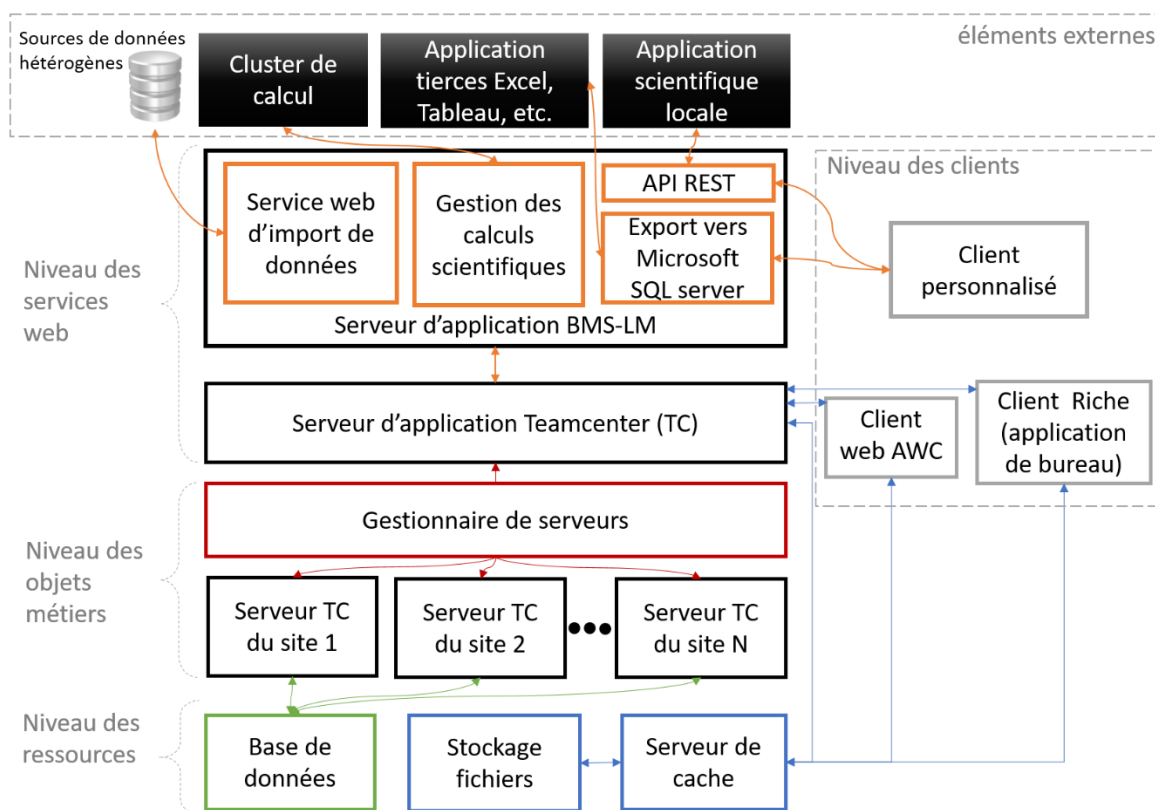 Sources de données
hétérogènes
Cluster de
calcul
Application
tierces Excel,
Tableau, etc.
Application
scientifique
locale
éléments externes
Niveau des
services
web
Service web
d'import de
données
Gestion des
calculs
scientifiques
API REST
Export vers
Microsoft
SQL server
Serveur d'application BMS-LM
Niveau des clients
Client
personnalisé
Serveur d'application Teamcenter (TC)
Client
web AWC
Client Riche
(application
de bureau)
Niveau des
objets
métiers
Gestionnaire de serveurs
Serveur TC
du site 1
Serveur TC
du site 2
Serveur TC
du site N
Niveau des
ressources
Base de
données
Stockage
fichiers
Serveur de
cache